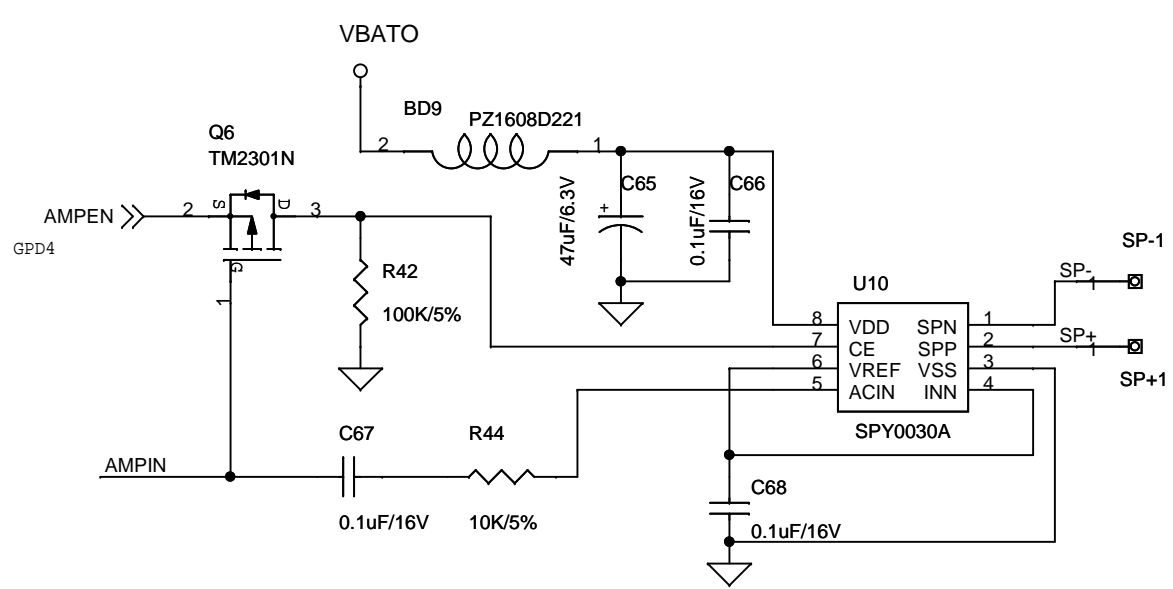 VBATO
BD9
PZ1608D221
2
1
Q6
TM2301N
C65
C66
47uF/6.3V
+
0.1uF/16V
AMPEN
2
S
D
3
GPD4
G
1
R42
100K/5%
SP-1
SP-
1
U10
8
VDD
SPN
1
7
CE
SPP
2
SP+
1
6
VREF
VSS
3
5
ACIN
INN
4
SP+1
SPY0030A
C67
R44
AMPIN
0.1uF/16V
10K/5%
C68
0.1uF/16V